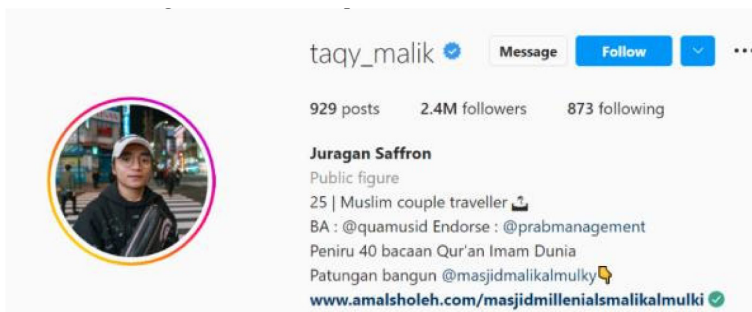 taqy_malik Message Follow
929 posts 2.4M followers 873 following
Juragan Saffron
Public figure
25 | Muslim couple traveller
BA : @quamusid Endorse : @prabmanagement
Peniru 40 bacaan Qur'an Imam Dunia
Patungan bangun @masjidmalikalmulky👇
www.amalsholeh.com/masjidmillenialsmalikalmulki